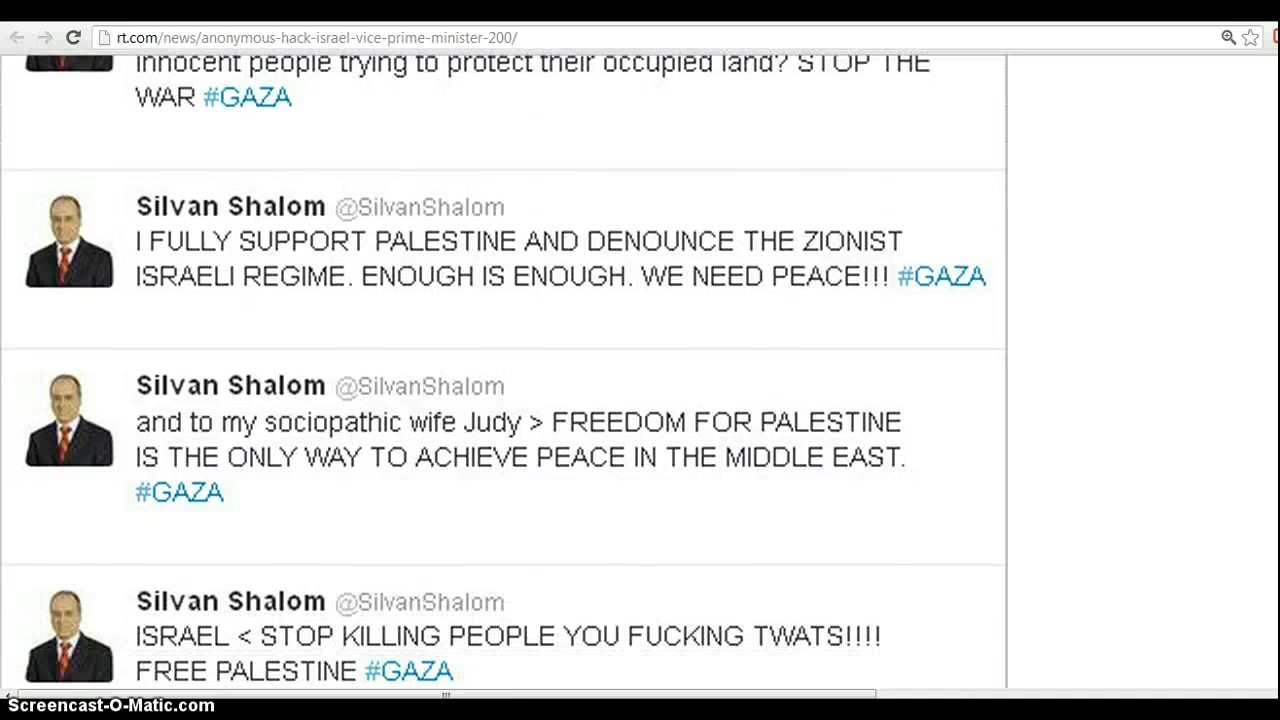 rt.com/news/anonymous-hack-israel-vice-prime-minister-200/
innocent people trying to protect their occupied land? STOP THE
WAR #GAZA
Silvan Shalom @SilvanShalom
I FULLY SUPPORT PALESTINE AND DENOUNCE THE ZIONIST
ISRAELI REGIME. ENOUGH IS ENOUGH. WE NEED PEACE!!! #GAZA
Silvan Shalom @SilvanShalom
and to my sociopathic wife Judy > FREEDOM FOR PALESTINE
IS THE ONLY WAY TO ACHIEVE PEACE IN THE MIDDLE EAST.
#GAZA
Silvan Shalom @SilvanShalom
ISRAEL < STOP KILLING PEOPLE YOU FUCKING TWATS!!!!
FREE PALESTINE #GAZA
Screencast-O-Matic.com